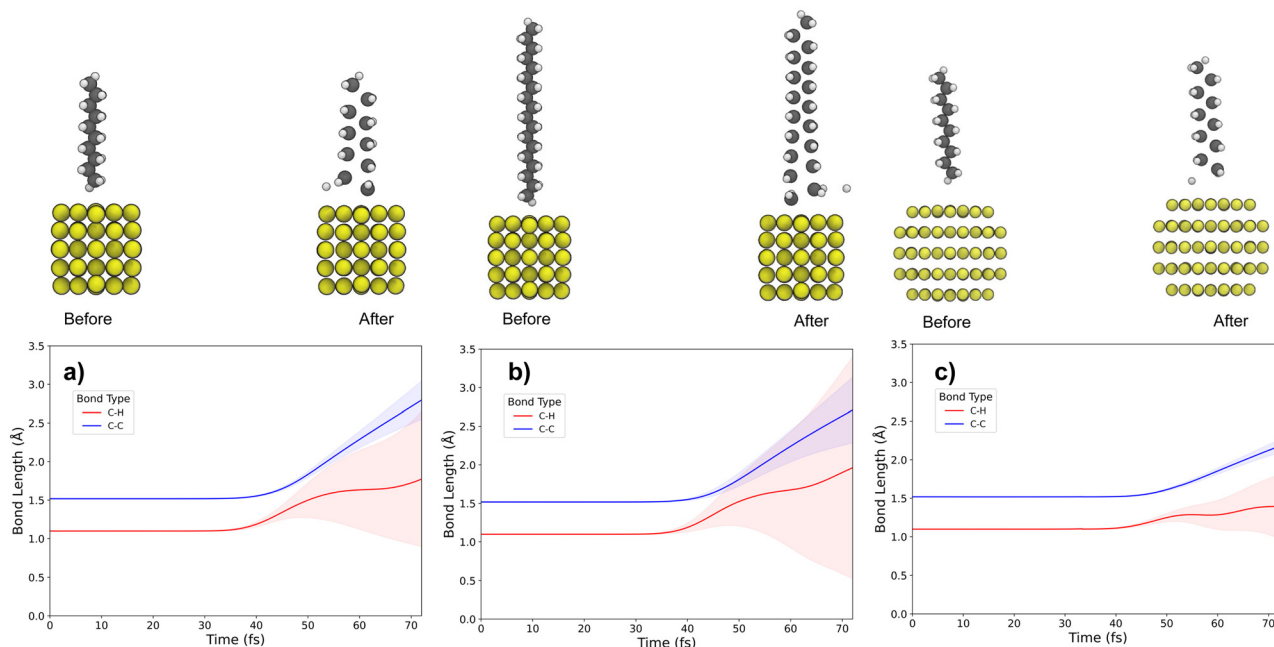 Before
After
Before
After
Before
After
a)
Bond Type
C-H
C-C
Bond Length (Å)
3.5
3.0
2.5
2.0
1.5
1.0
0.5
0.0
0 10 20 30 40 50 60 70
Time (fs)
b)
Bond Type
C-H
C-C
Bond Length (Å)
3.5
3.0
2.5
2.0
1.5
1.0
0.5
0.0
0 10 20 30 40 50 60 70
Time (fs)
c)
Bond Type
C-H
C-C
Bond Length (Å)
3.5
3.0
2.5
2.0
1.5
1.0
0.5
0.0
0 10 20 30 40 50 60 70
Time (fs)